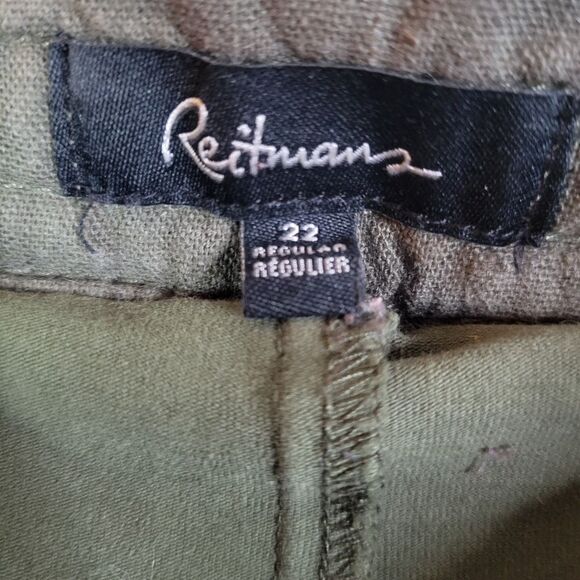 Reitmans
22
REGULAR
RÉGULIER